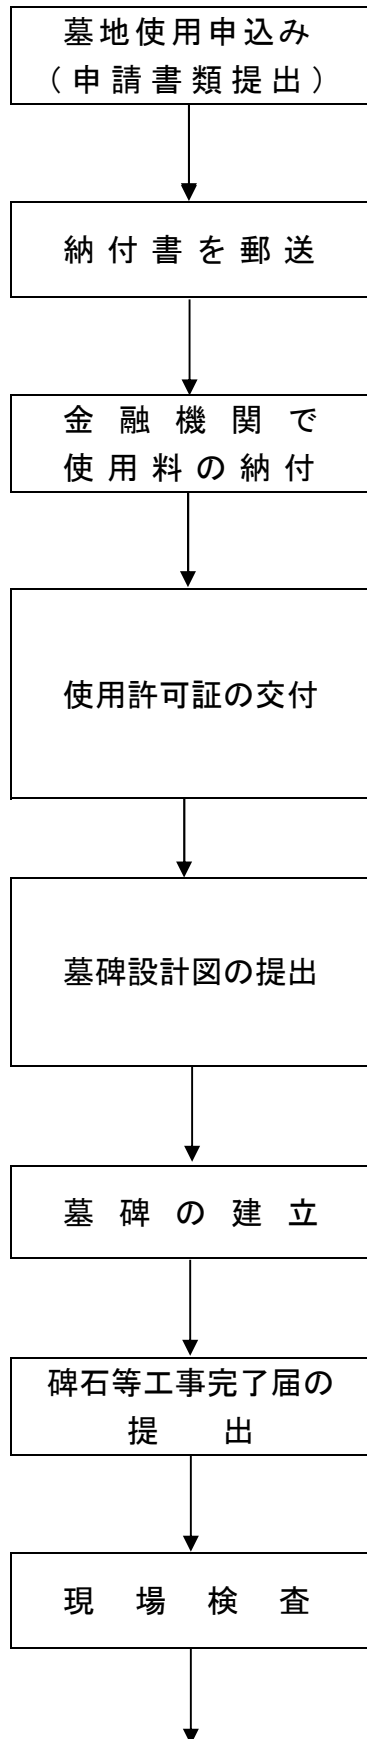 墓地使用申込み
（申請書類提出）
納付書を郵送
金融機関で
使用料の納付
使用許可証の交付
墓碑設計図の提出
墓碑の建立
碑石等工事完了届の
提出
現場検査